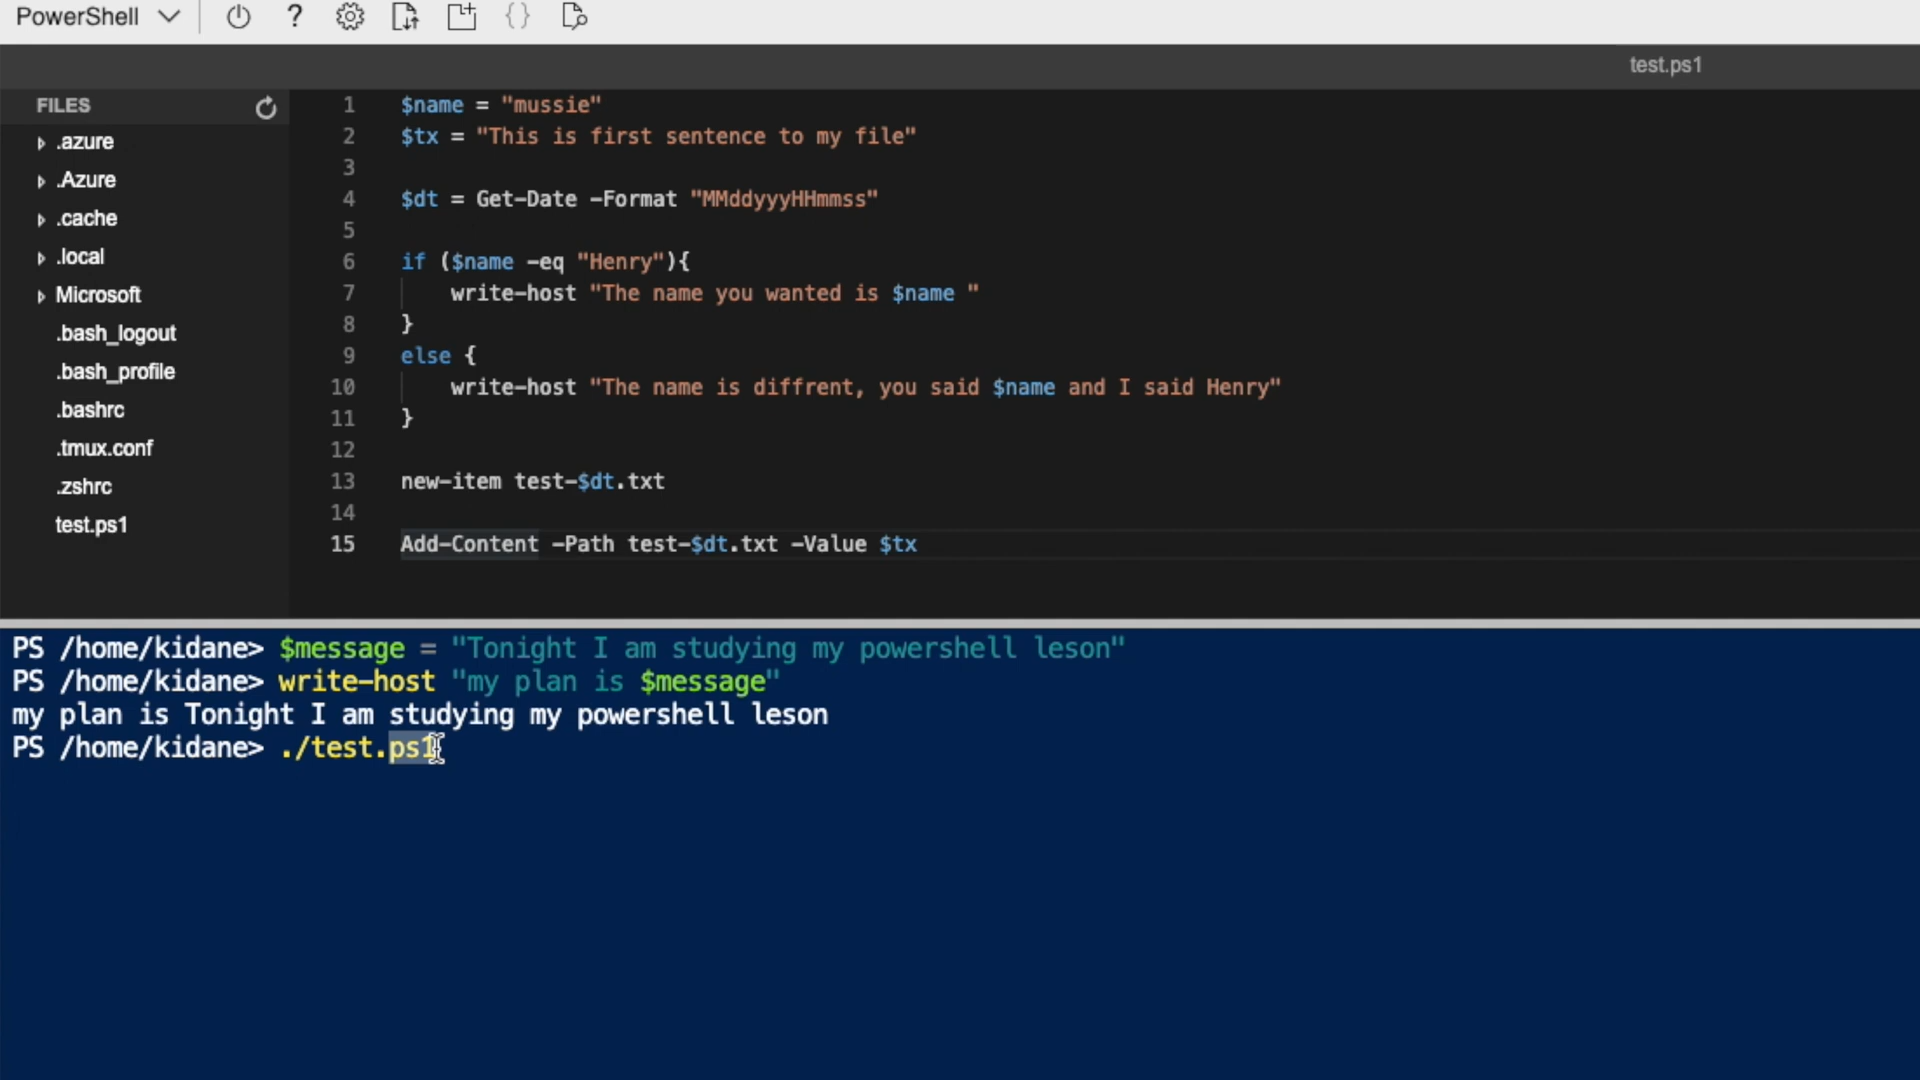 PowerShell
test.ps1
FILES
.azure
.Azure
.cache
.local
Microsoft
.bash_logout
.bash_profile
.bashrc
.tmux.conf
.zshrc
test.ps1
1 $name = "mussie"
2 $tx = "This is first sentence to my file"
3
4 $dt = Get-Date -Format "MMddyyyHHmmss"
5
6 if ($name -eq "Henry"){
7 write-host "The name you wanted is $name "
8 }
9 else {
10 write-host "The name is diffrent, you said $name and I said Henry"
11 }
12
13 new-item test-$dt.txt
14
15 Add-Content -Path test-$dt.txt -Value $tx
PS /home/kidane> $message = "Tonight I am studying my powershell leson"
PS /home/kidane> write-host "my plan is $message"
my plan is Tonight I am studying my powershell leson
PS /home/kidane> ./test.ps1